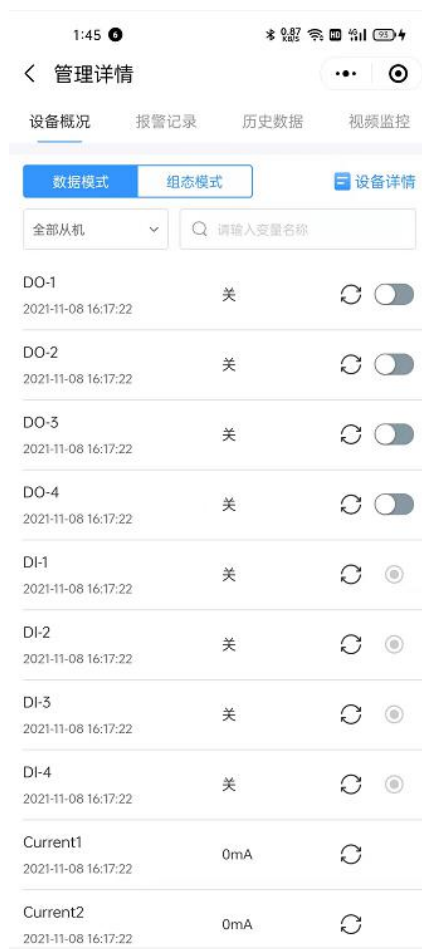 1:45 6 0.87 KB/S HD 4G 93
管理详情
设备概况 报警记录 历史数据 视频监控
数据模式 组态模式 设备详情
全部从机 请输入变量名称
DO-1 关
2021-11-08 16:17:22
DO-2 关
2021-11-08 16:17:22
DO-3 关
2021-11-08 16:17:22
DO-4 关
2021-11-08 16:17:22
DI-1 关
2021-11-08 16:17:22
DI-2 关
2021-11-08 16:17:22
DI-3 关
2021-11-08 16:17:22
DI-4 关
2021-11-08 16:17:22
Current1 0mA
2021-11-08 16:17:22
Current2 0mA
2021-11-08 16:17:22